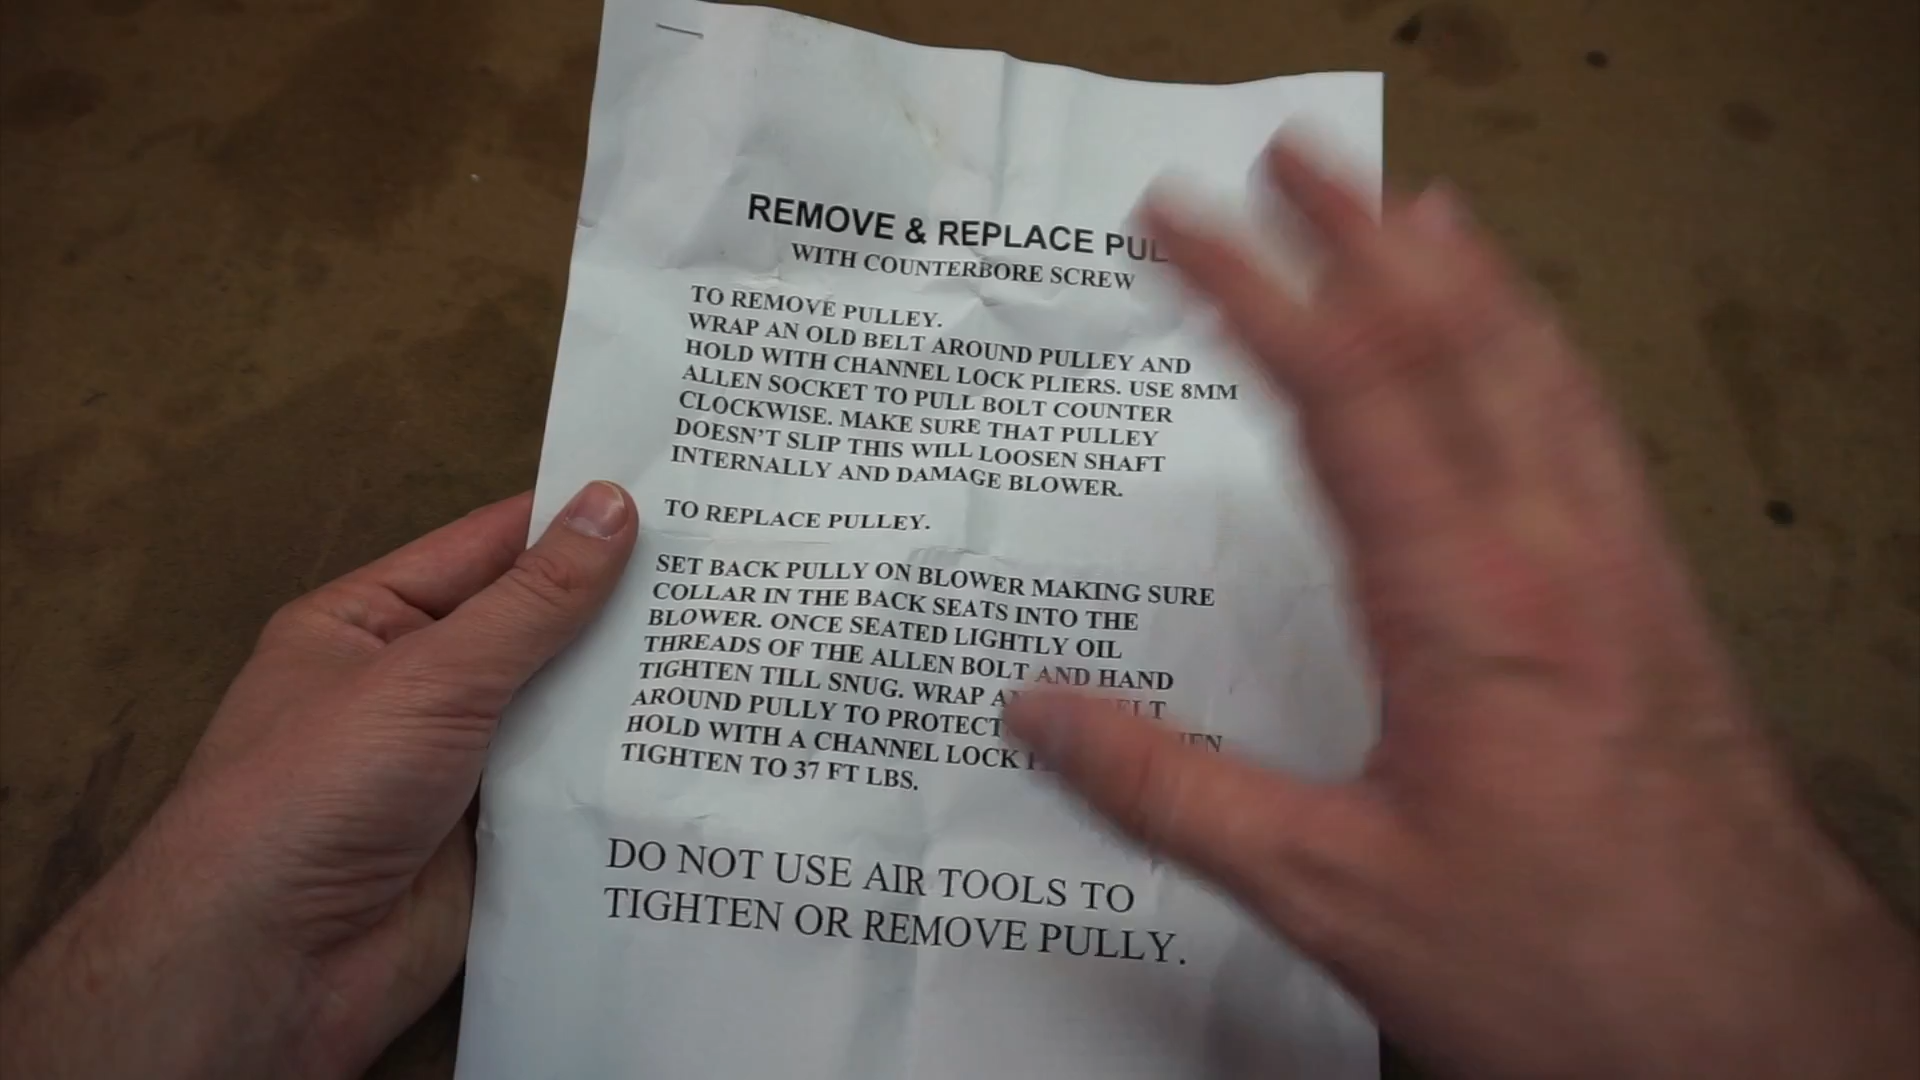 REMOVE & REPLACE PUL
WITH COUNTERBORE SCREW
TO REMOVE PULLEY.
WRAP AN OLD BELT AROUND PULLEY AND
HOLD WITH CHANNEL LOCK PLIERS. USE 8MM
ALLEN SOCKET TO PULL BOLT COUNTER
CLOCKWISE. MAKE SURE THAT PULLEY
DOESN'T SLIP THIS WILL LOOSEN SHAFT
INTERNALLY AND DAMAGE BLOWER.
TO REPLACE PULLEY.
SET BACK PULLY ON BLOWER MAKING SURE
COLLAR IN THE BACK SEATS INTO THE
BLOWER. ONCE SEATED LIGHTLY OIL
THREADS OF THE ALLEN BOLT AND HAND
TIGHTEN TILL SNUG. WRAP
AROUND PULLY TO PROTECT
HOLD WITH A CHANNEL LOCK
TIGHTEN TO 37 FT LBS.
DO NOT USE AIR TOOLS TO
TIGHTEN OR REMOVE PULLY.